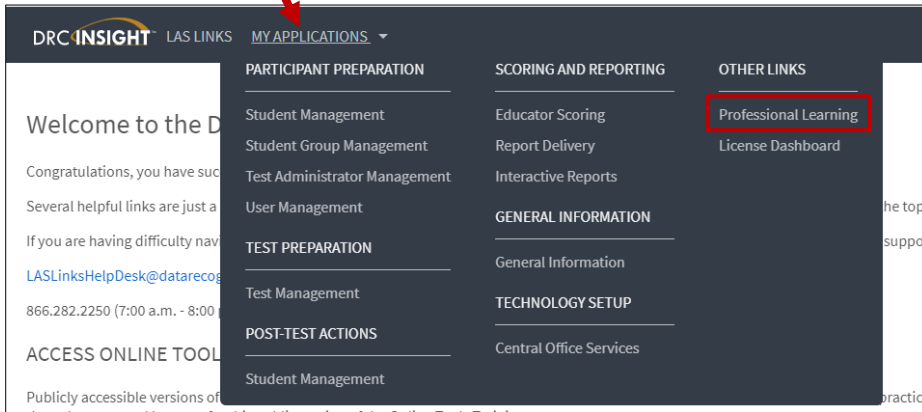 DRC INSIGHT LAS LINKS MY APPLICATIONS
PARTICIPANT PREPARATION
Student Management
Student Group Management
Test Administrator Management
User Management
TEST PREPARATION
Test Management
POST-TEST ACTIONS
Student Management
SCORING AND REPORTING
Educator Scoring
Report Delivery
Interactive Reports
GENERAL INFORMATION
General Information
TECHNOLOGY SETUP
Central Office Services
OTHER LINKS
Professional Learning
License Dashboard
Welcome to the D
Congratulations, you have suc
Several helpful links are just a
he top
If you are having difficulty navi
suppo
LASLinksHelpDesk@datarecog
866.282.2250 (7:00 a.m. - 8:00
ACCESS ONLINE TOOL
Publicly accessible versions of
practic